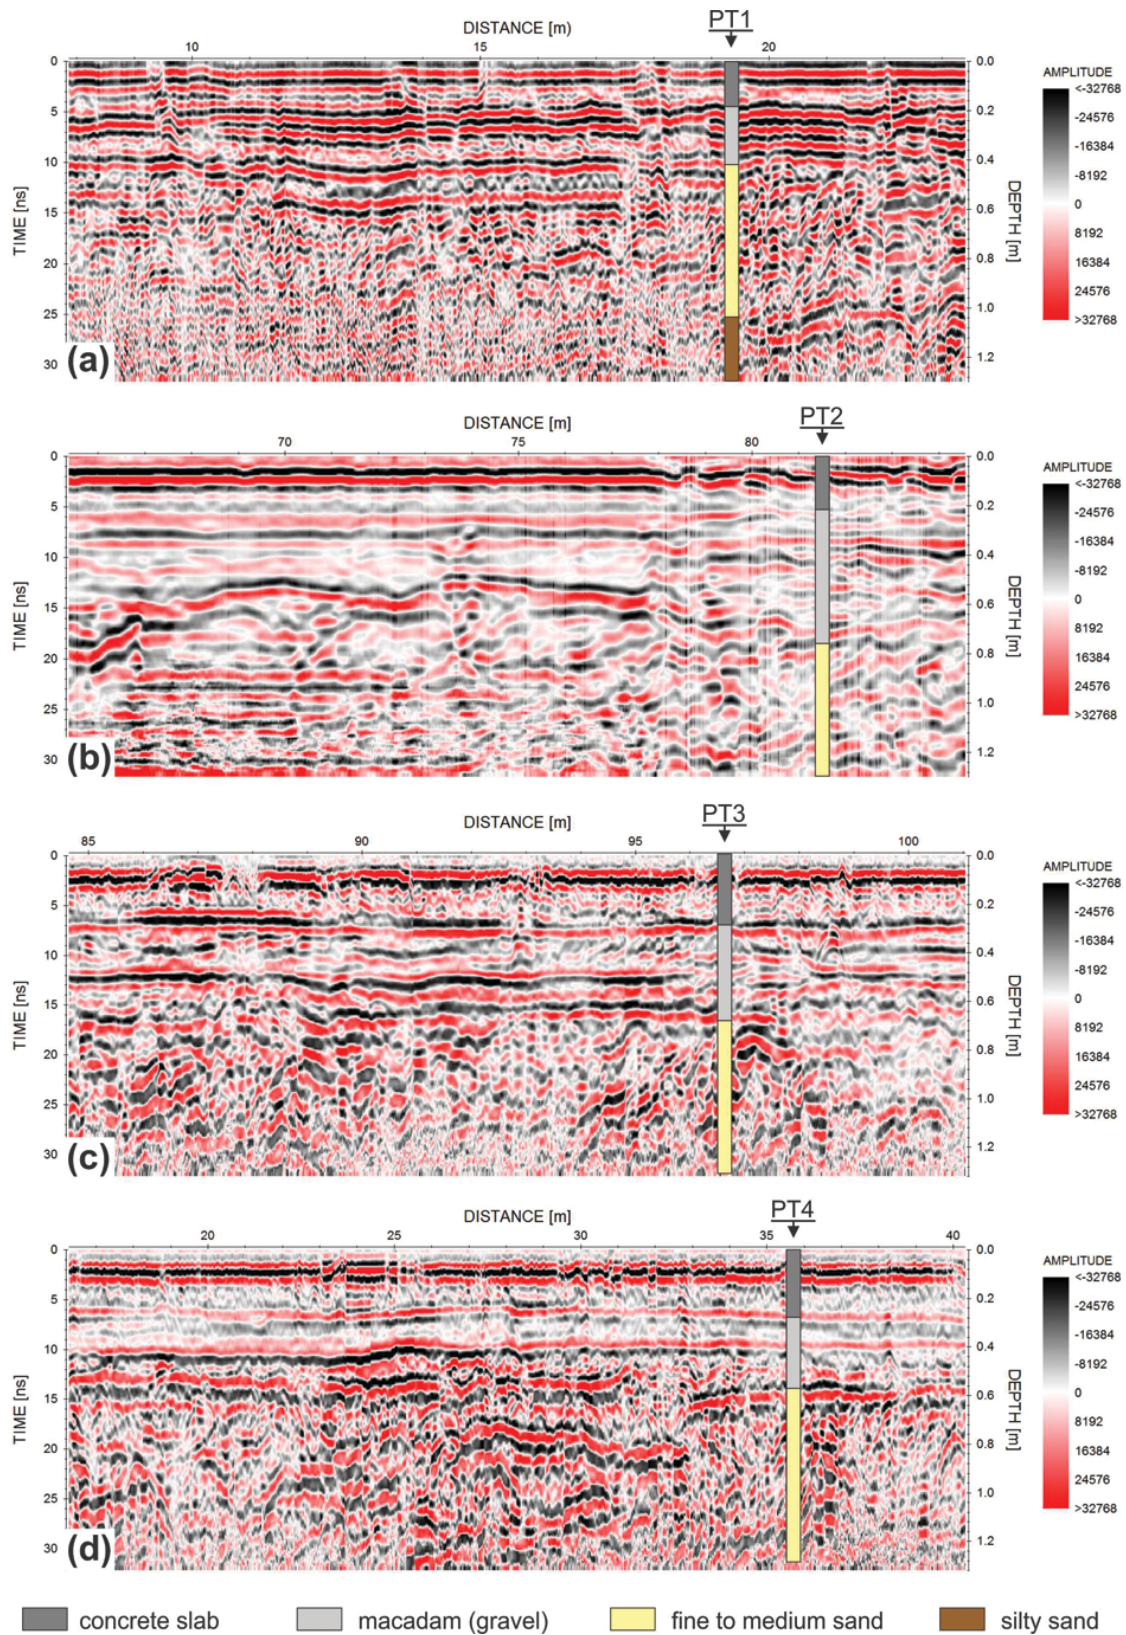 DISTANCE [m]
PT1
10 15 20
0 0.0 AMPLITUDE
<-32768
5 0.2 -24576
-16384
10 0.4 -8192
TIME [ns] DEPTH [m] 0
15 0.6 8192
20 0.8 16384
24576
25 1.0 >32768
30 1.2
(a)
DISTANCE [m]
PT2
70 75 80
0 0.0 AMPLITUDE
<-32768
5 0.2 -24576
-16384
10 0.4 -8192
TIME [ns] DEPTH [m] 0
15 0.6 8192
20 0.8 16384
24576
25 1.0 >32768
30 1.2
(b)
DISTANCE [m]
PT3
85 90 95 100
0 0.0 AMPLITUDE
<-32768
5 0.2 -24576
-16384
10 0.4 -8192
TIME [ns] DEPTH [m] 0
15 0.6 8192
20 0.8 16384
24576
25 1.0 >32768
30 1.2
(c)
DISTANCE [m]
PT4
20 25 30 35 40
0 0.0 AMPLITUDE
<-32768
5 0.2 -24576
-16384
10 0.4 -8192
TIME [ns] DEPTH [m] 0
15 0.6 8192
20 0.8 16384
24576
25 1.0 >32768
30 1.2
(d)
concrete slab macadam (gravel) fine to medium sand silty sand